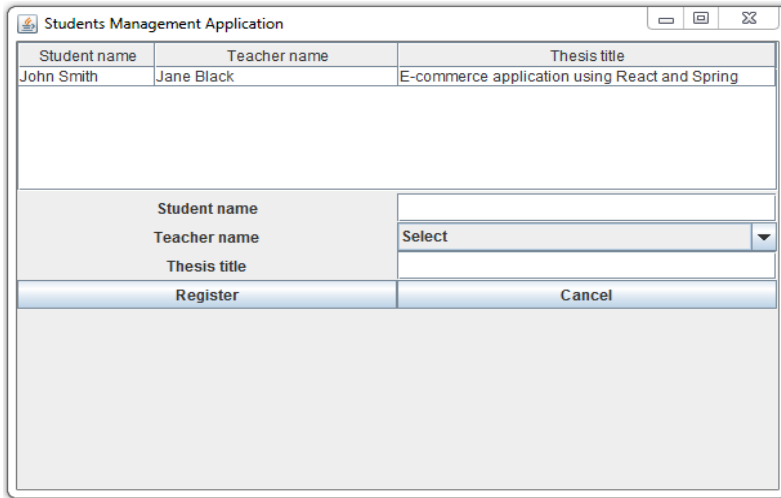 Students Management Application
Student name Teacher name Thesis title
John Smith Jane Black E-commerce application using React and Spring
Student name
Teacher name Select
Thesis title
Register Cancel